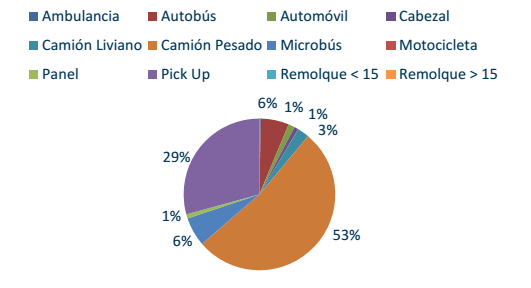 Ambulancia Autobús Automóvil Cabezal
Camión Liviano Camión Pesado Microbús Motocicleta
Panel Pick Up Remolque < 15 Remolque > 15
6% 1% 1%
3%
29%
1%
6%
53%